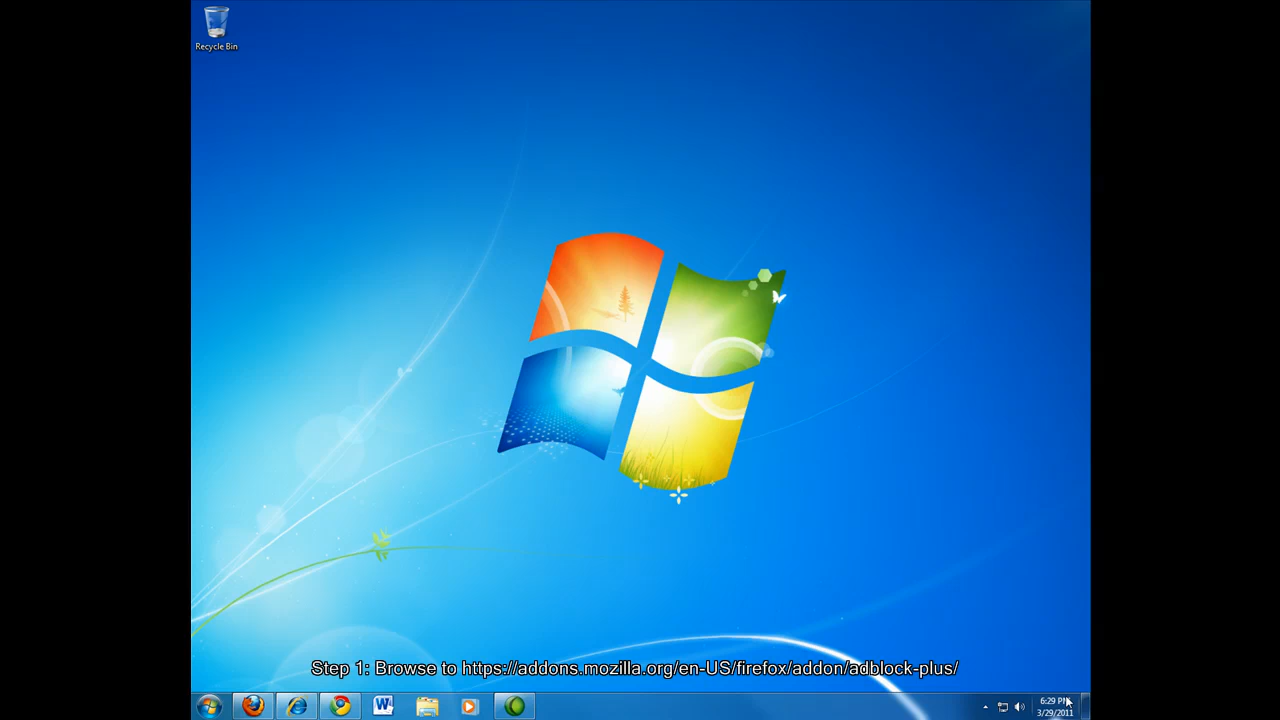 Recycle Bin
Step 1: Browse to https://addons.mozilla.org/en-US/firefox/addon/adblock-plus/
W
6:29 PM
3/29/2011